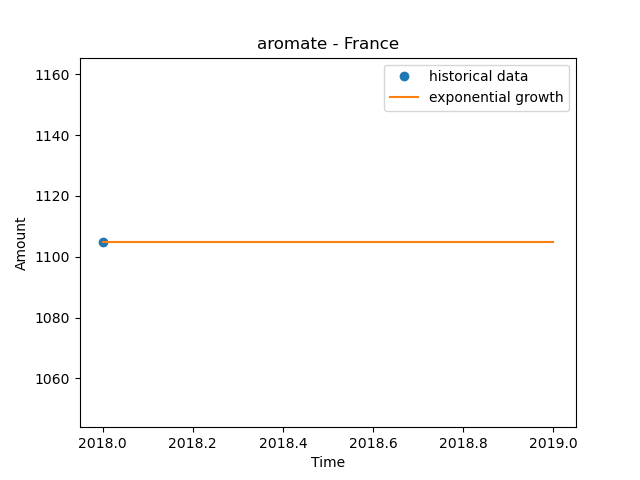 aromate - France
historical data
exponential growth
1160
1140
1120
1100
1080
1060
Amount
2018.0 2018.2 2018.4 2018.6 2018.8 2019.0
Time